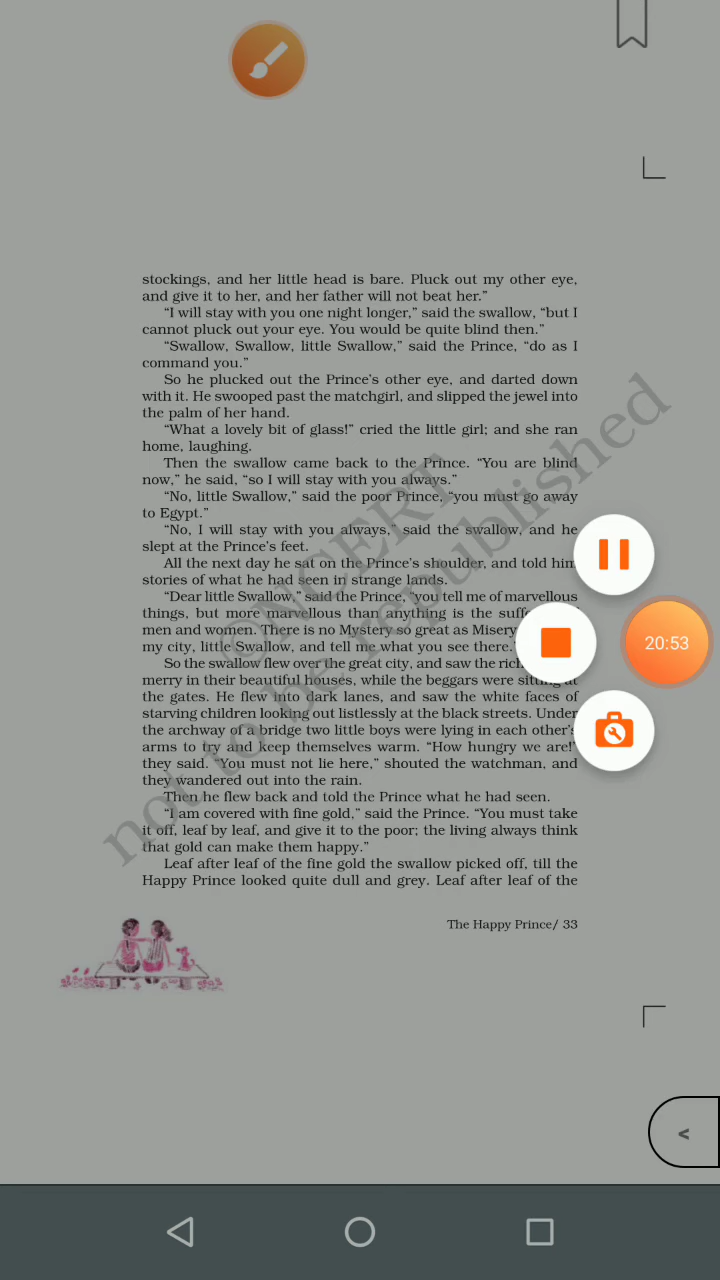 stockings, and her little head is bare. Pluck out my other eye,
and give it to her, and her father will not beat her.”
“I will stay with you one night longer,” said the swallow, “but I
cannot pluck out your eye. You would be quite blind then.”
“Swallow, Swallow, little Swallow,” said the Prince, “do as I
command you.”
So he plucked out the Prince’s other eye, and darted down
with it. He swooped past the matchgirl, and slipped the jewel into
the palm of her hand.
“What a lovely bit of glass!” cried the little girl; and she ran
home, laughing.
Then the swallow came back to the Prince. “You are blind
now,” he said, “so I will stay with you always.”
“No, little Swallow,” said the poor Prince, “you must go away
to Egypt.”
“No, I will stay with you always,” said the swallow, and he
slept at the Prince’s feet.
All the next day he sat on the Prince’s shoulder, and told him
stories of what he had seen in strange lands.
“Dear little Swallow,” said the Prince, “you tell me of marvellous
things, but more marvellous than anything is the
men and women. There is no Mystery so great as Misery
my city, little Swallow, and tell me what you see there.
So the swallow flew over the great city, and saw the rich
merry in their beautiful houses, while the beggars were sitting at
the gates. He flew into dark lanes, and saw the white faces of
starving children looking out listlessly at the black streets. Under
the archway of a bridge two little boys were lying in each other’s
arms to try and keep themselves warm. “How hungry we are!”
they said. “You must not lie here,” shouted the watchman, and
they wandered out into the rain.
Then he flew back and told the Prince what he had seen.
“I am covered with fine gold,” said the Prince. “You must take
it off, leaf by leaf, and give it to the poor; the living always think
that gold can make them happy.”
Leaf after leaf of the fine gold the swallow picked off, till the
Happy Prince looked quite dull and grey. Leaf after leaf of the
The Happy Prince/ 33
©NCERT
not to be republished
20:53
<